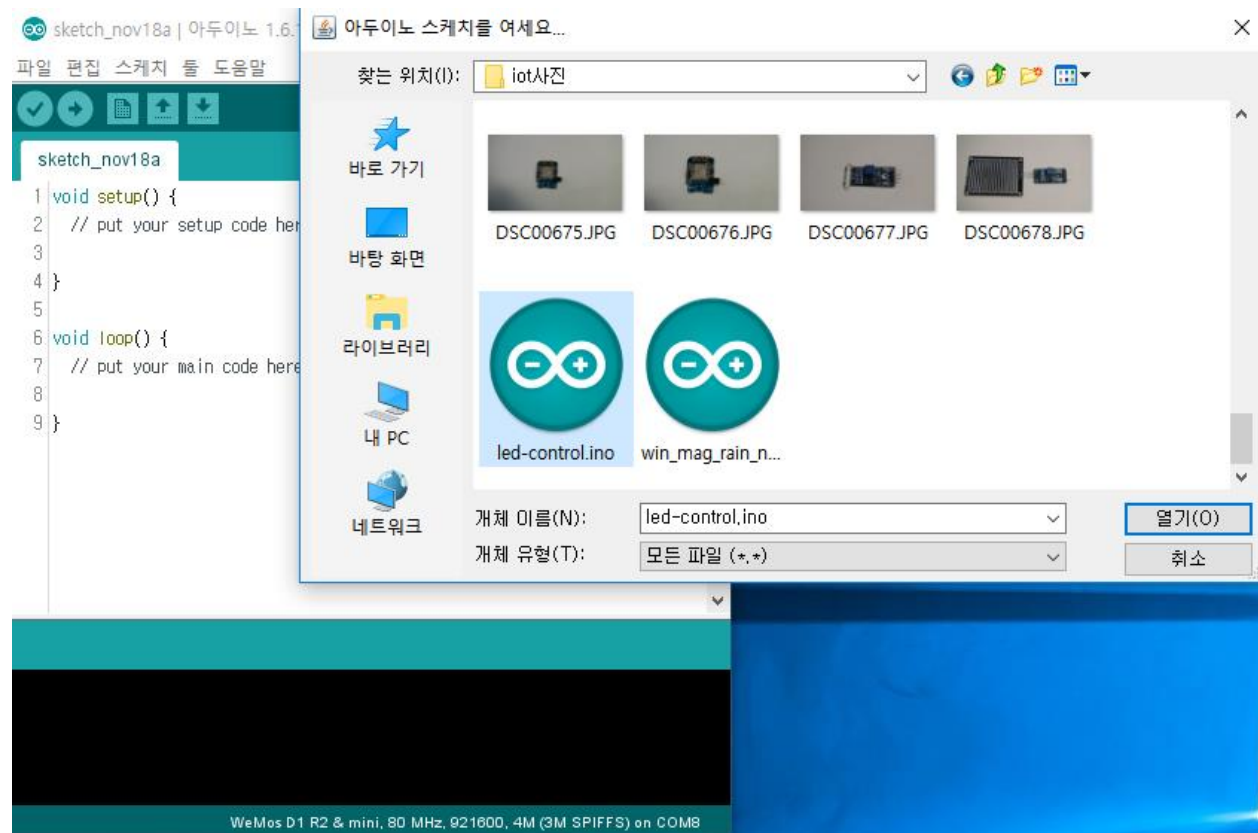 sketch_nov18a | 아두이노 1.6.
파일 편집 스케치 툴 도움말
sketch_nov18a
1 void setup() {
2 // put your setup code her
3
4 }
5
6 void loop() {
7 // put your main code here
8
9 }
WeMos D1 R2 & mini, 80 MHz, 921600, 4M (3M SPIFFS) on COM8
아두이노 스케치를 여세요...
찾는 위치(I):
iot사진
바로 가기
바탕 화면
라이브러리
내 PC
네트워크
DSC00675.JPG
DSC00676.JPG
DSC00677.JPG
DSC00678.JPG
led-control.ino
win_mag_rain_n...
개체 이름(N):
led-control.ino
열기(O)
개체 유형(T):
모든 파일 (*.*)
취소